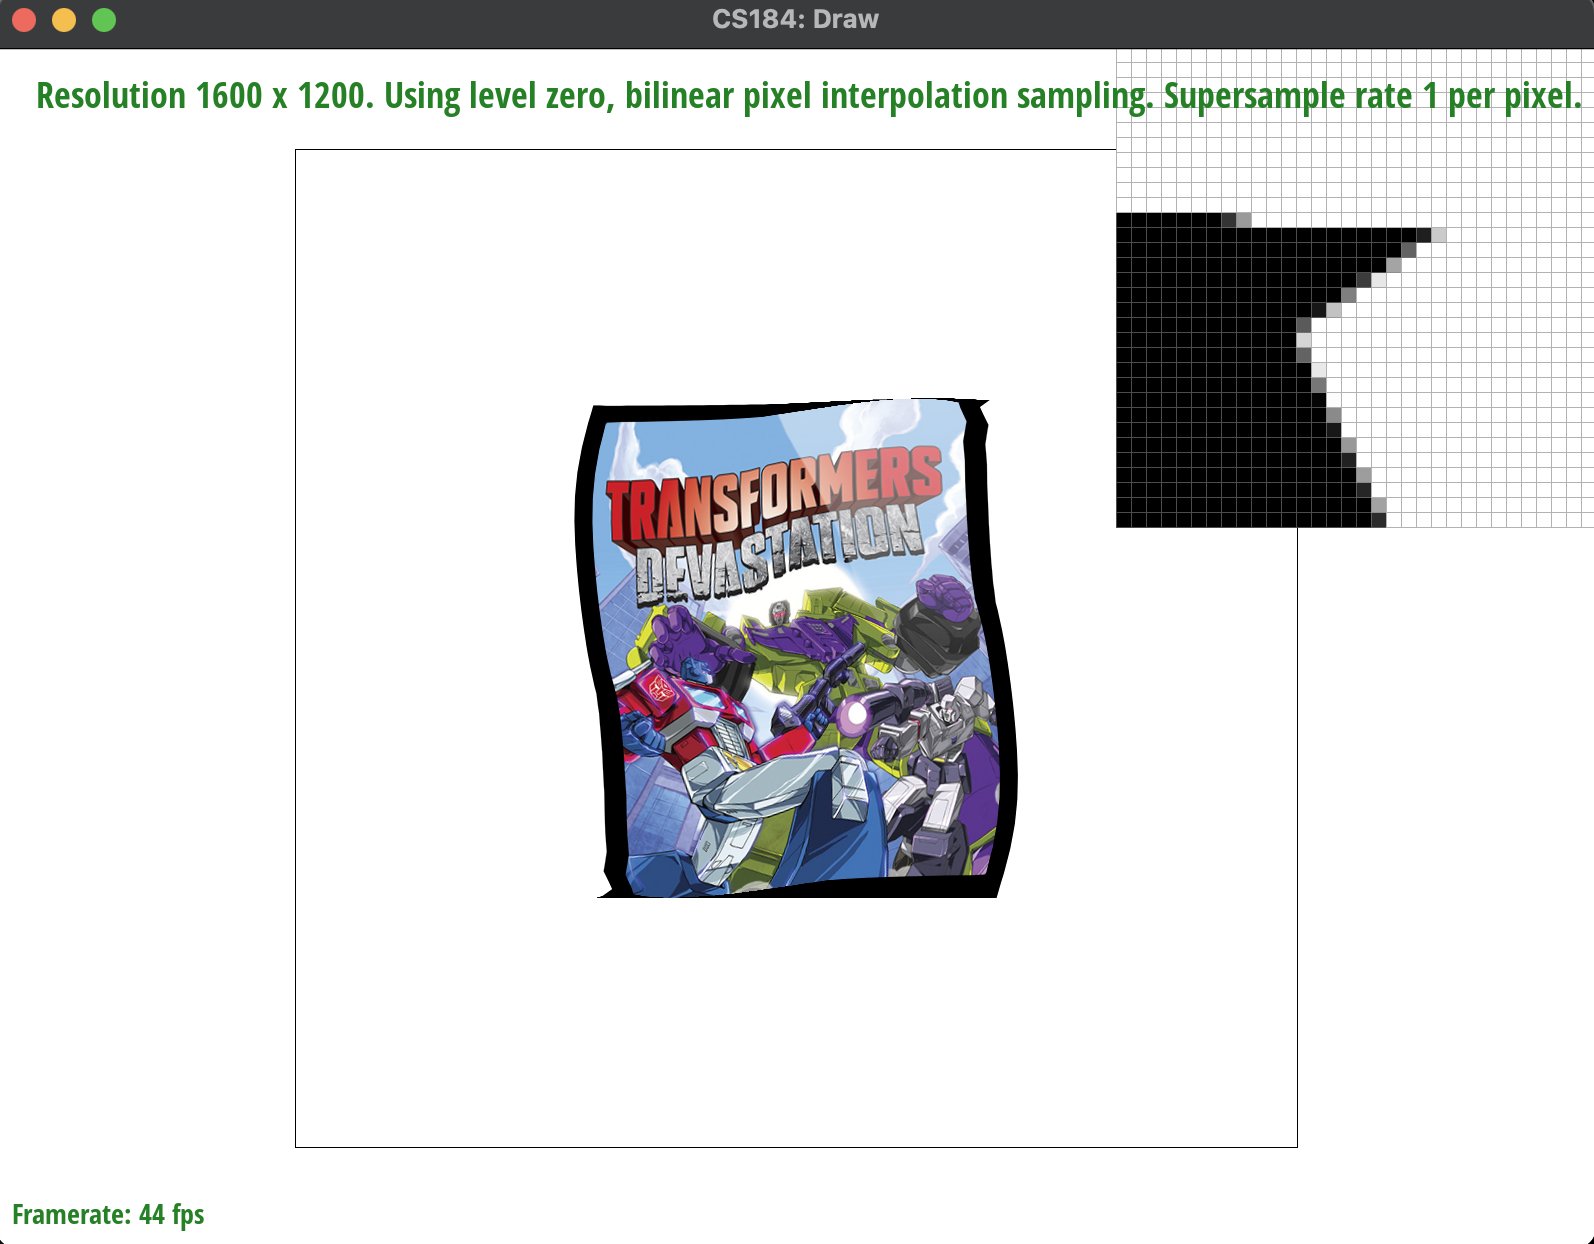 CS184: Draw
Resolution 1600 x 1200. Using level zero, bilinear pixel interpolation sampling. Supersample rate 1 per pixel.
TRANSFORMERS
DEVASTATION
Framerate: 44 fps